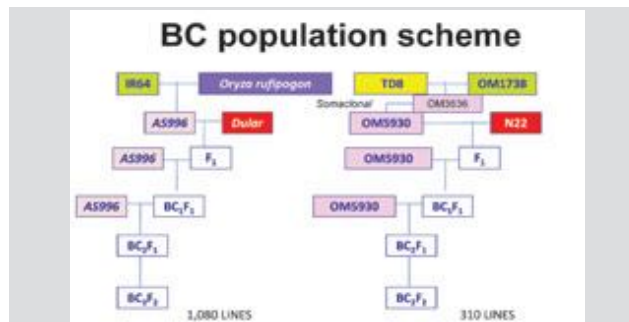 BC population scheme
IR64 Oryza rufipogon TD8 OM1738
Somaclonal OM3536
AS996 Dular OM5930 N22
AS996 F₁ OM5930 F₁
AS996 BC₁F₁ OM5930 BC₁F₁
BC₂F₁ BC₂F₁
BC₂F₂ BC₂F₂
1,080 LINES 310 LINES